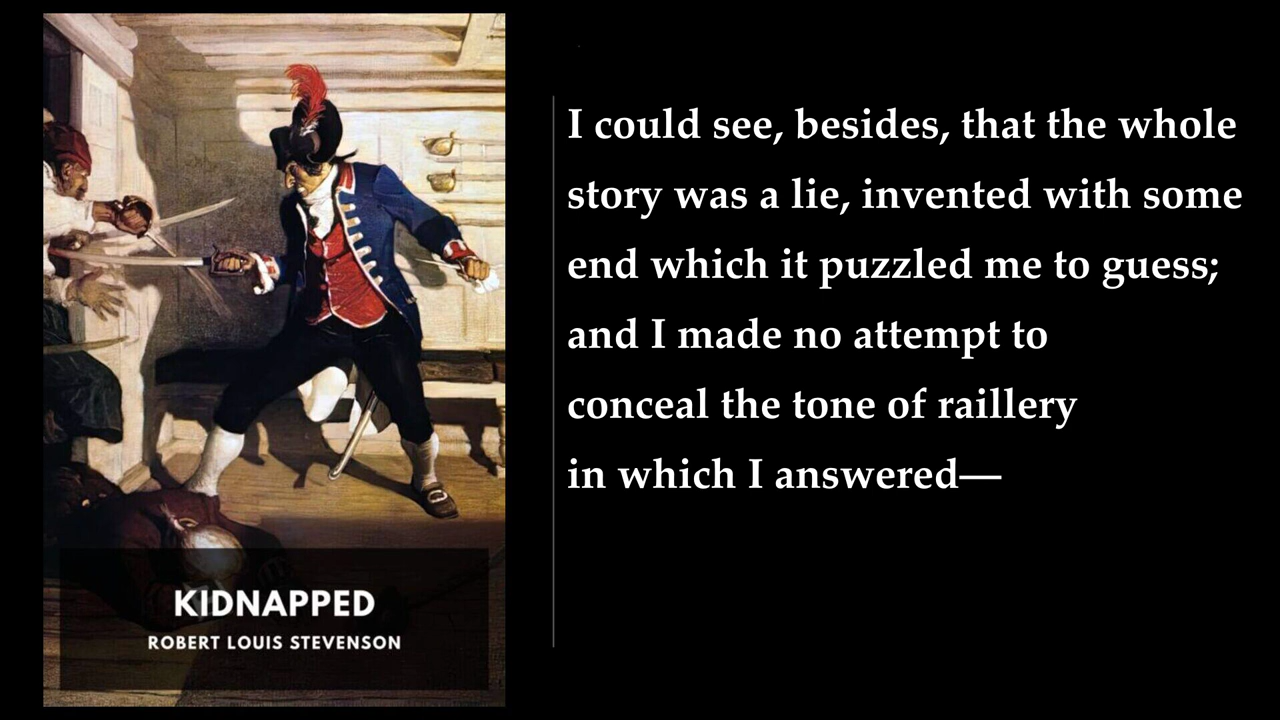 KIDNAPPED
ROBERT LOUIS STEVENSON
I could see, besides, that the whole
story was a lie, invented with some
end which it puzzled me to guess;
and I made no attempt to
conceal the tone of raillery
in which I answered—